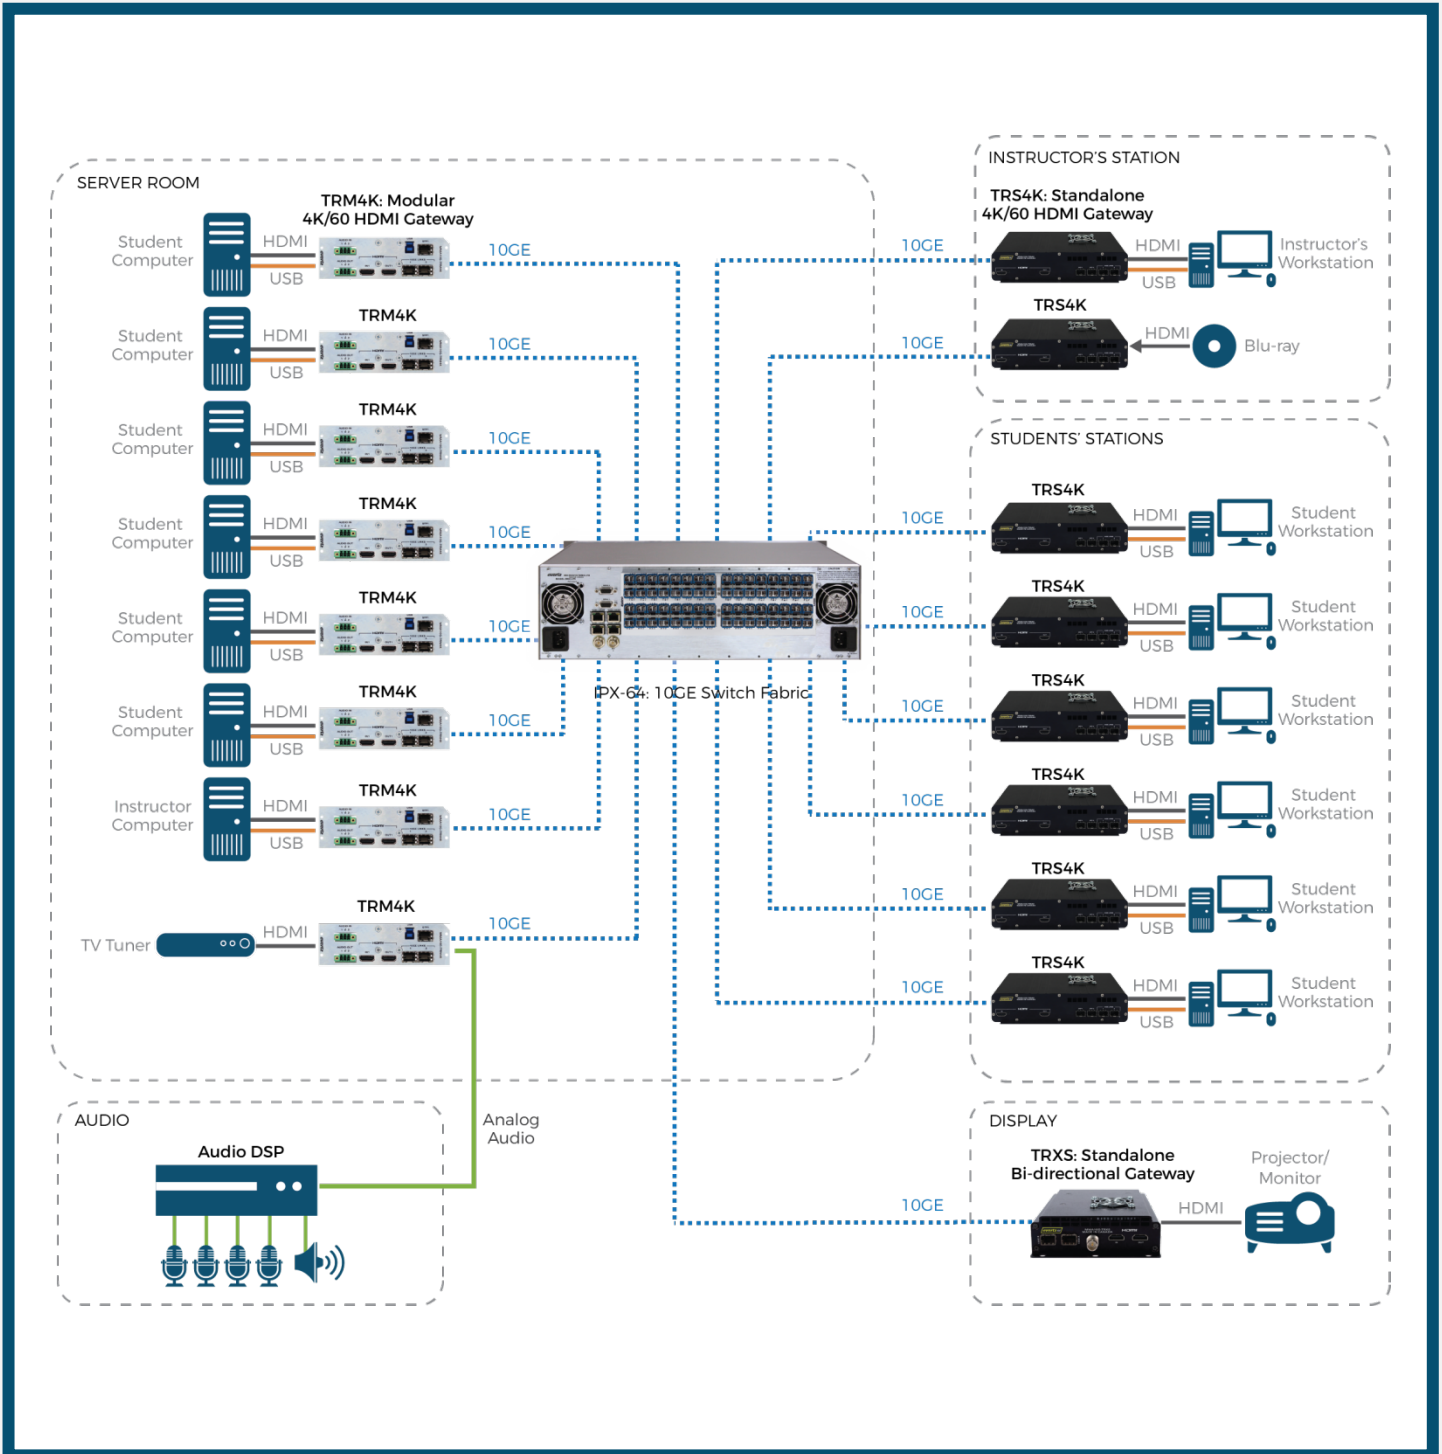 SERVER ROOM
TRM4K: Modular
4K/60 HDMI Gateway
Student
Computer
HDMI
USB
10GE
TRM4K
Student
Computer
HDMI
USB
10GE
TRM4K
Student
Computer
HDMI
USB
10GE
TRM4K
Student
Computer
HDMI
USB
10GE
TRM4K
Student
Computer
HDMI
USB
10GE
TRM4K
Student
Computer
HDMI
USB
10GE
TRM4K
Instructor
Computer
HDMI
USB
10GE
TRM4K
TV Tuner
HDMI
10GE
IPX-64: 10GE Switch Fabric
INSTRUCTOR'S STATION
TRS4K: Standalone
4K/60 HDMI Gateway
10GE
HDMI
USB
Instructor's
Workstation
TRS4K
10GE
HDMI
Blu-ray
STUDENTS' STATIONS
TRS4K
10GE
HDMI
USB
Student
Workstation
TRS4K
10GE
HDMI
USB
Student
Workstation
TRS4K
10GE
HDMI
USB
Student
Workstation
TRS4K
10GE
HDMI
USB
Student
Workstation
TRS4K
10GE
HDMI
USB
Student
Workstation
TRS4K
10GE
HDMI
USB
Student
Workstation
AUDIO
Audio DSP
Analog
Audio
DISPLAY
TRXS: Standalone
Bi-directional Gateway
10GE
HDMI
Projector/
Monitor